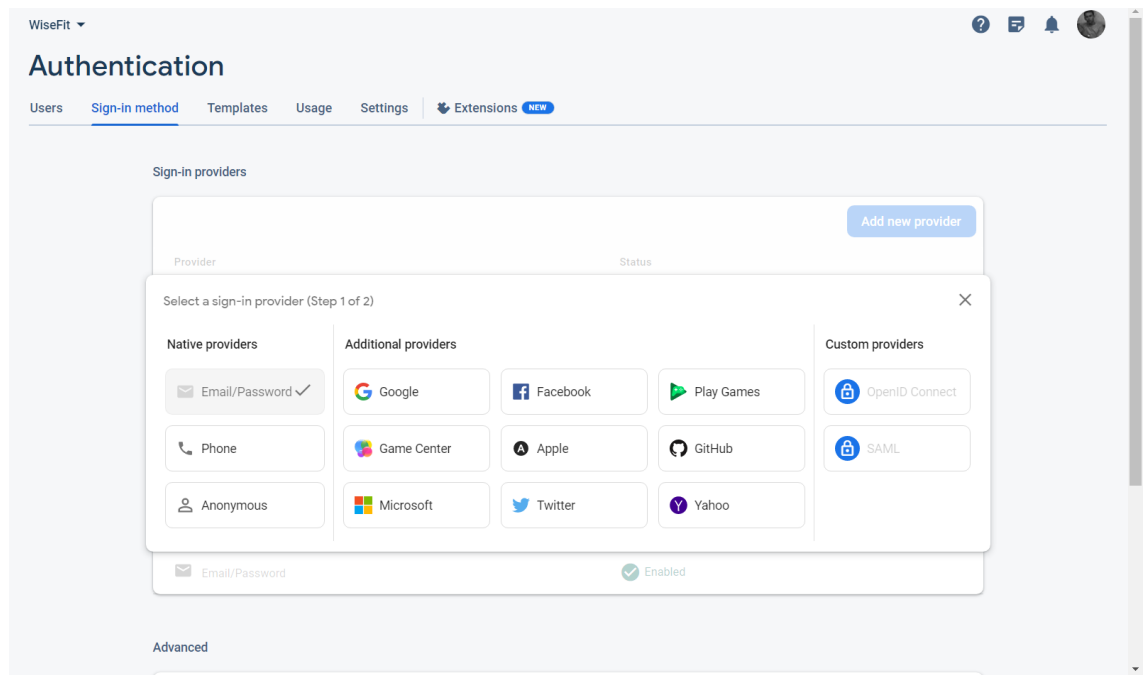 WiseFit
Authentication
Users Sign-in method Templates Usage Settings Extensions NEW
Sign-in providers
Add new provider
Provider Status
Select a sign-in provider (Step 1 of 2)
Native providers Additional providers Custom providers
Email/Password Google Facebook Play Games OpenID Connect
Phone Game Center Apple GitHub SAML
Anonymous Microsoft Twitter Yahoo
Email/Password Enabled
Advanced